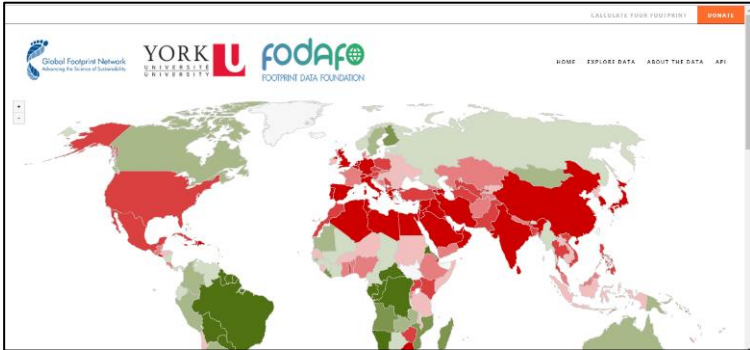 CALCULATE YOUR FOOTPRINT
DONATE
Global Footprint Network
Advancing the Science of Sustainability
YORK U
UNIVERSITÉ
UNIVERSITY
FODAFO
FOOTPRINT DATA FOUNDATION
HOME EXPLORE DATA ABOUT THE DATA API
+
-